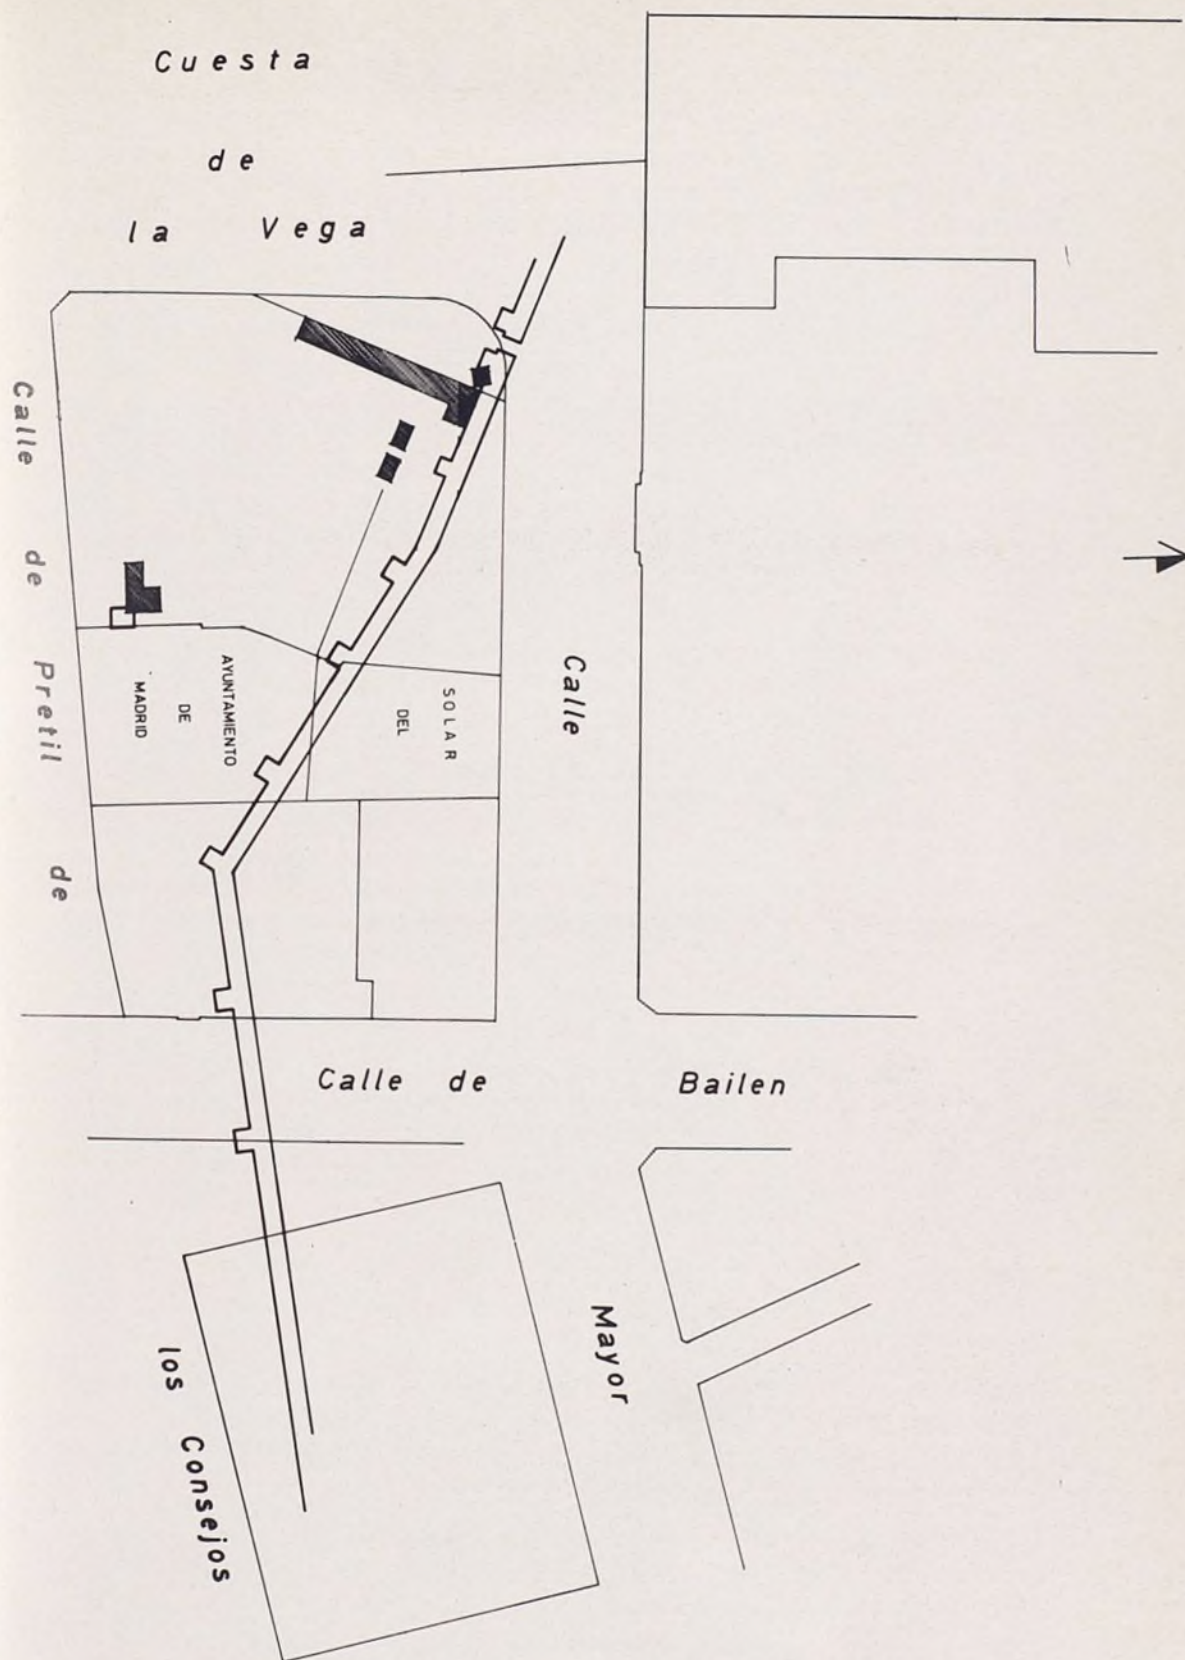 Cuesta
de
la Vega
Calle de Pretil de
los Consejos
SOLAR
DEL
AYUNTAMIENTO
DE
MADRID
Calle
Mayor
Calle de Bailen